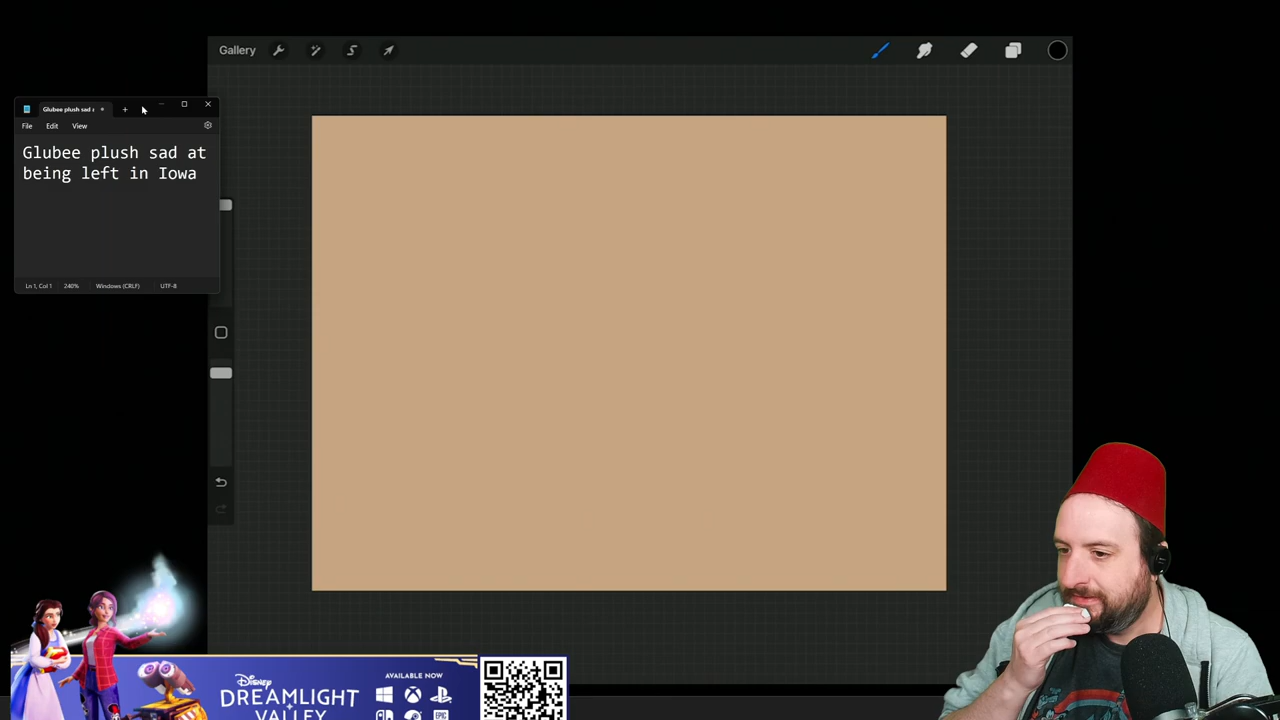 Gallery
Glubee plush sad a
File Edit View
Glubee plush sad at
being left in Iowa
Ln 1, Col 1 240% Windows (CRLF) UTF-8
Disney
DREAMLIGHT
VALLEY
AVAILABLE NOW
EPIC